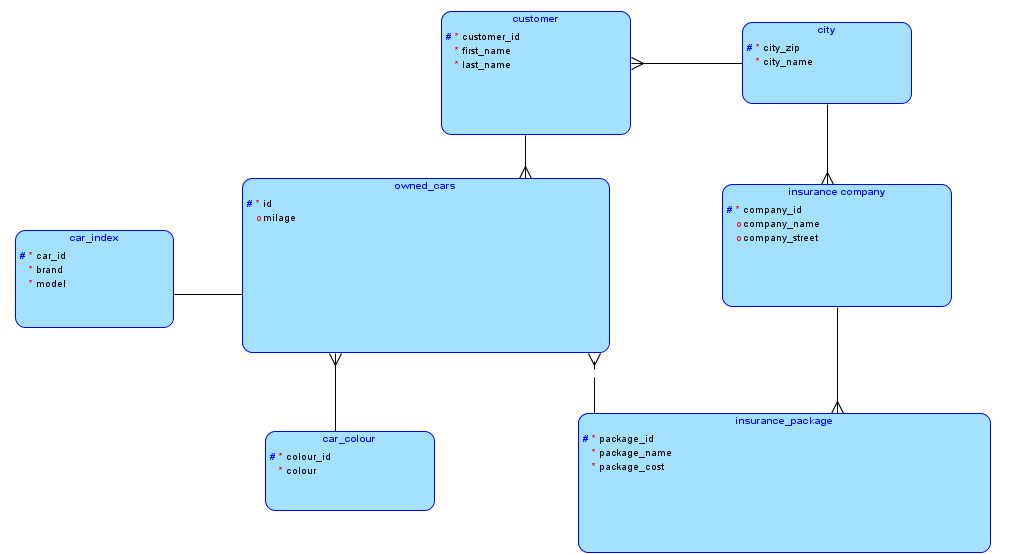 customer
# * customer_id
* first_name
* last_name
city
# * city_zip
* city_name
owned_cars
# * id
o milage
insurance company
# * company_id
o company_name
o company_street
car_index
# * car_id
* brand
* model
car_colour
# * colour_id
* colour
insurance_package
# * package_id
* package_name
* package_cost